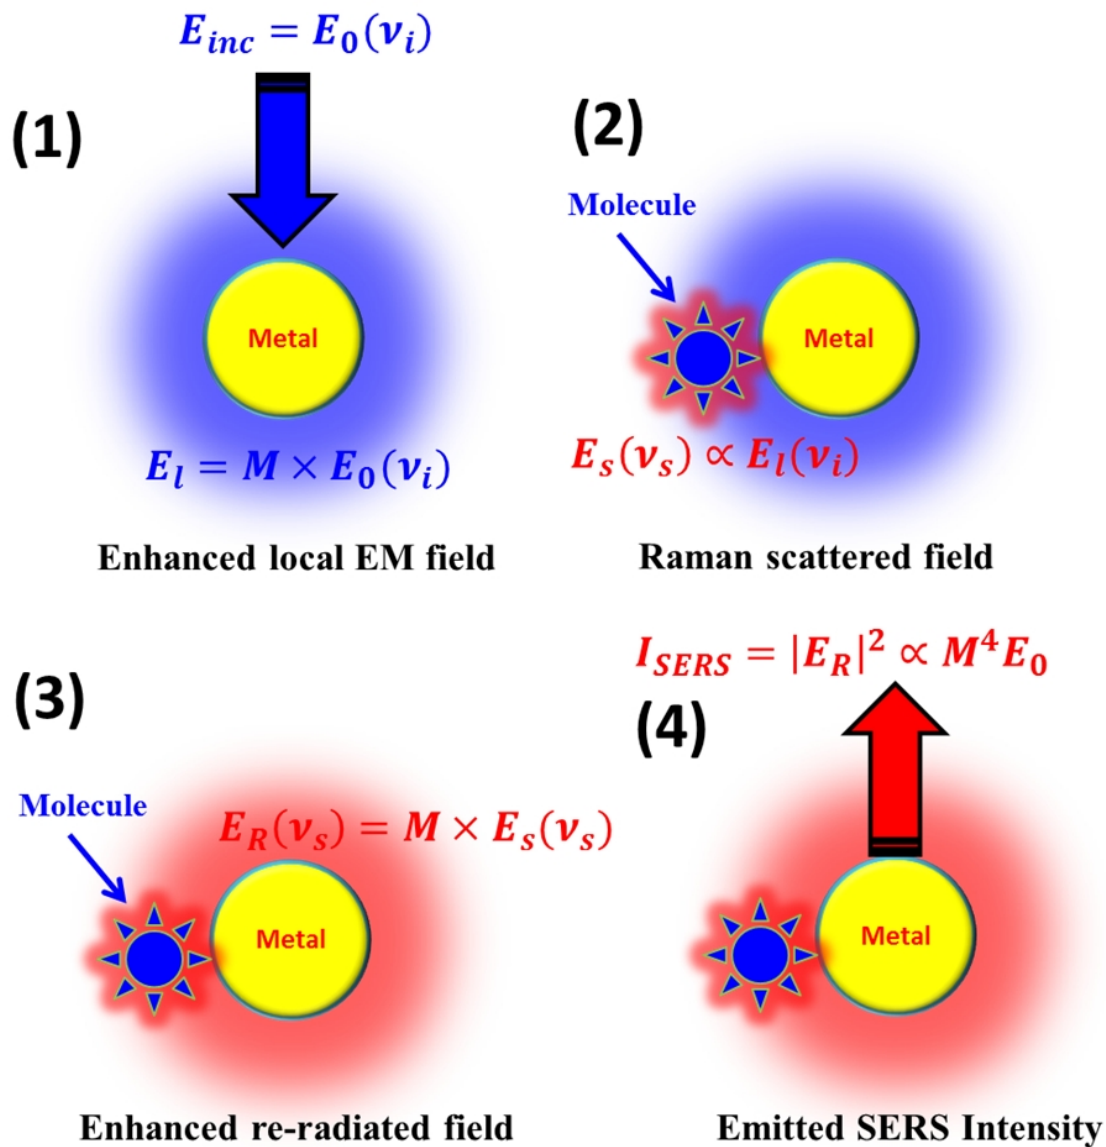 E_inc = E_0(ν_i)
(1)
Metal
E_l = M × E_0(ν_i)
Enhanced local EM field
(2)
Molecule
Metal
E_s(ν_s) ∝ E_l(ν_i)
Raman scattered field
(3)
Molecule
E_R(ν_s) = M × E_s(ν_s)
Metal
Enhanced re-radiated field
I_SERS = |E_R|² ∝ M⁴E_0
(4)
Metal
Emitted SERS Intensity